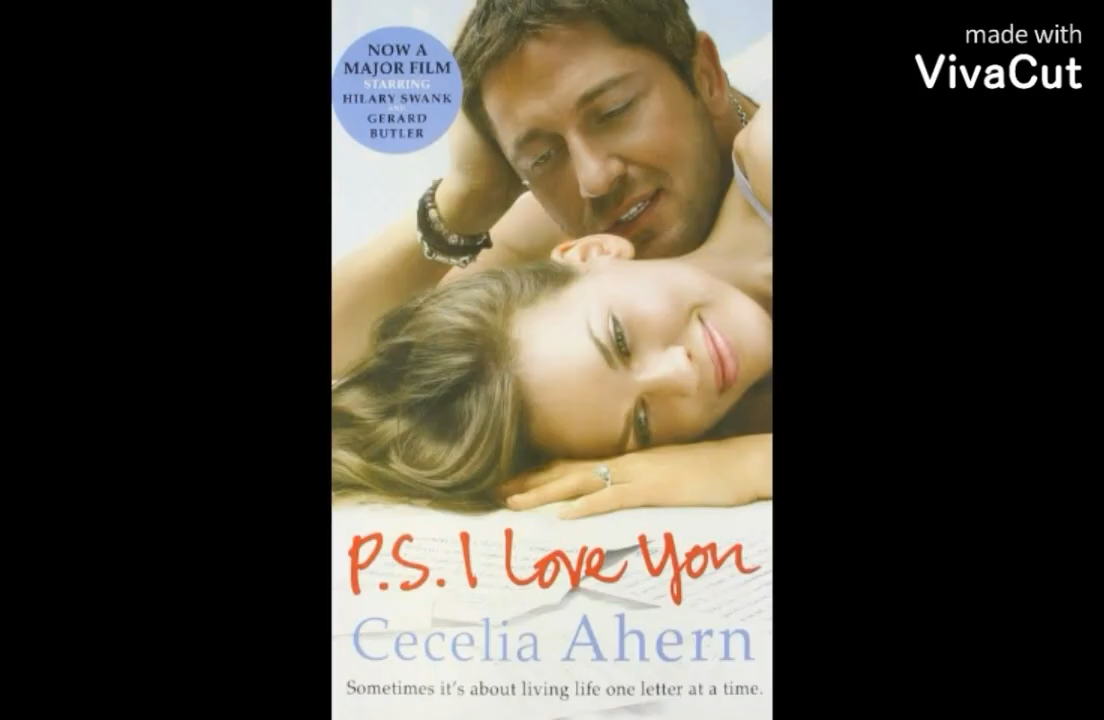 made with
VivaCut
NOW A
MAJOR FILM
STARRING
HILARY SWANK
AND
GERARD
BUTLER
P.S. I Love You
Cecelia Ahern
Sometimes it's about living life one letter at a time.